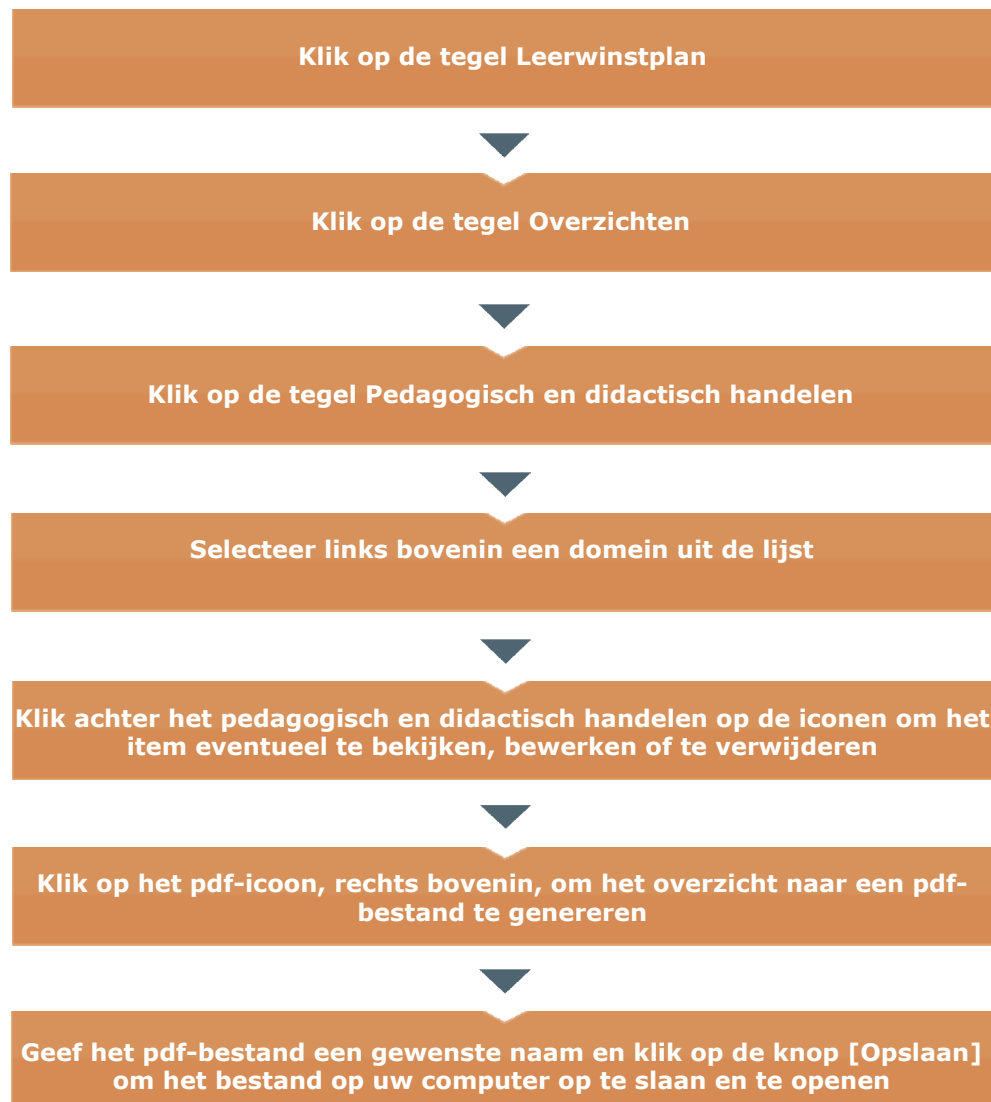 Klik op de tegel Leerwinstplan
Klik op de tegel Overzichten
Klik op de tegel Pedagogisch en didactisch handelen
Selecteer links bovenin een domein uit de lijst
Klik achter het pedagogisch en didactisch handelen op de iconen om het
item eventueel te bekijken, bewerken of te verwijderen
Klik op het pdf-icoon, rechts bovenin, om het overzicht naar een pdf-
bestand te genereren
Geef het pdf-bestand een gewenste naam en klik op de knop [Opslaan]
om het bestand op uw computer op te slaan en te openen